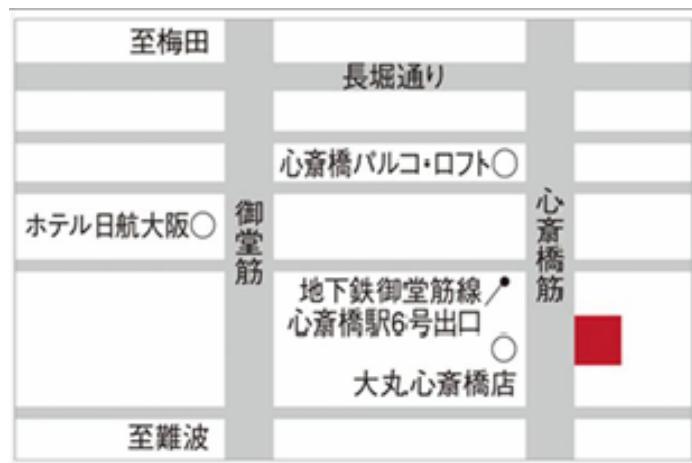 至梅田
長堀通り
心斎橋パルコ・ロフト
ホテル日航大阪
御堂筋
心斎橋筋
地下鉄御堂筋線
心斎橋駅6号出口
大丸心斎橋店
至難波